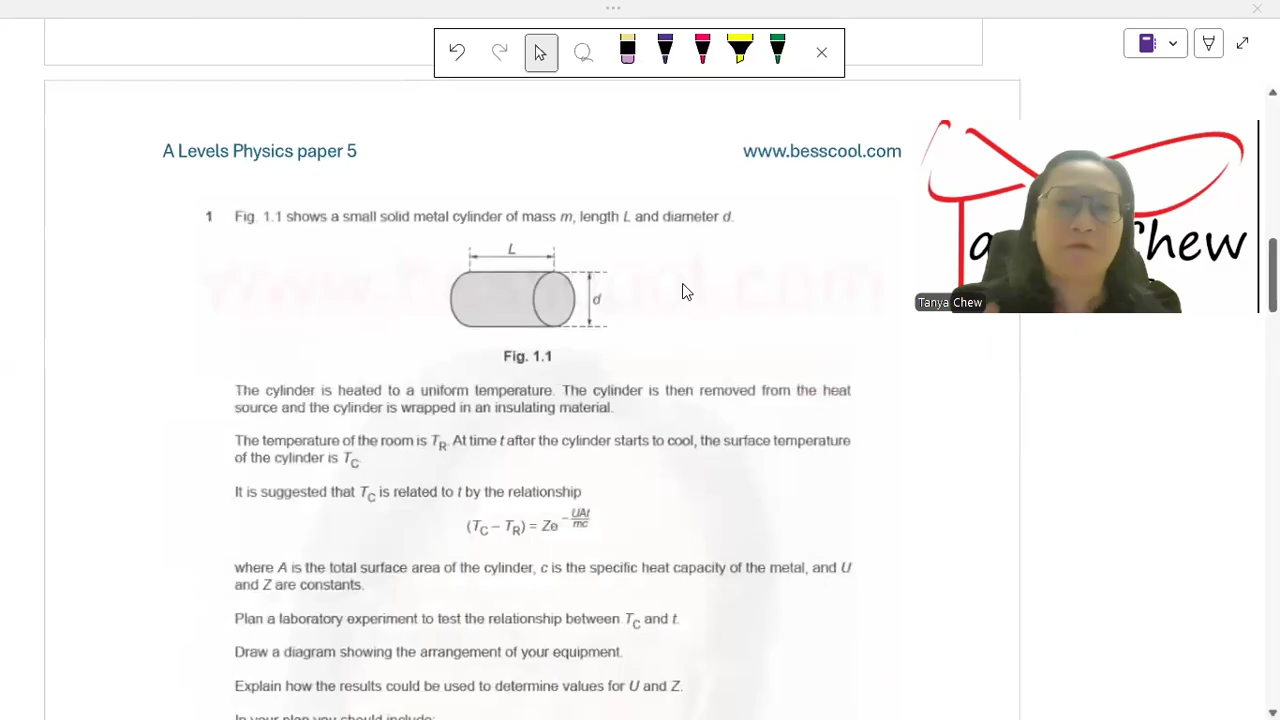 A Levels Physics paper 5
www.besscool.com
Tanya Chew
1 Fig. 1.1 shows a small solid metal cylinder of mass m, length L and diameter d.
L
d
Fig. 1.1
The cylinder is heated to a uniform temperature. The cylinder is then removed from the heat
source and the cylinder is wrapped in an insulating material.
The temperature of the room is TR. At time t after the cylinder starts to cool, the surface temperature
of the cylinder is TC.
It is suggested that TC is related to t by the relationship
(TC – TR) = Ze – UAt/mc
where A is the total surface area of the cylinder, c is the specific heat capacity of the metal, and U
and Z are constants.
Plan a laboratory experiment to test the relationship between TC and t.
Draw a diagram showing the arrangement of your equipment.
Explain how the results could be used to determine values for U and Z.
In your plan you should include: